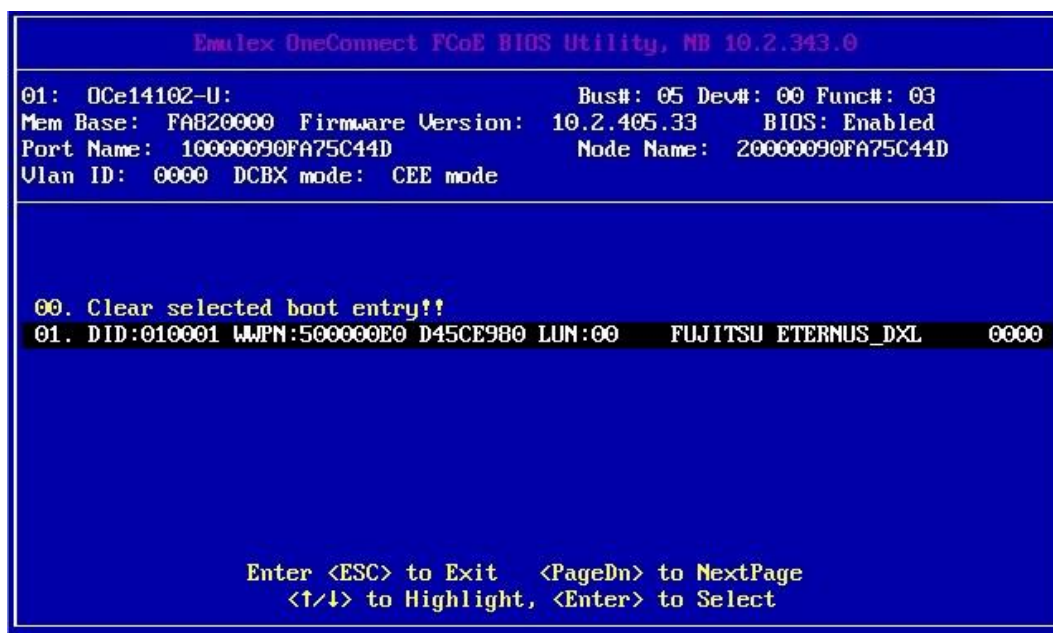 Emulex OneConnect FCoE BIOS Utility, NB 10.2.343.0
01: OCe14102-U: Bus#: 05 Dev#: 00 Func#: 03
Mem Base: FA820000 Firmware Version: 10.2.405.33 BIOS: Enabled
Port Name: 10000090FA75C44D Node Name: 20000090FA75C44D
Vlan ID: 0000 DCBX mode: CEE mode
00. Clear selected boot entry!!
01. DID:010001 WWPN:500000E0 D45CE980 LUN:00 FUJITSU ETERNUS_DXL 0000
Enter <ESC> to Exit <PageDn> to NextPage
<↑/↓> to Highlight, <Enter> to Select